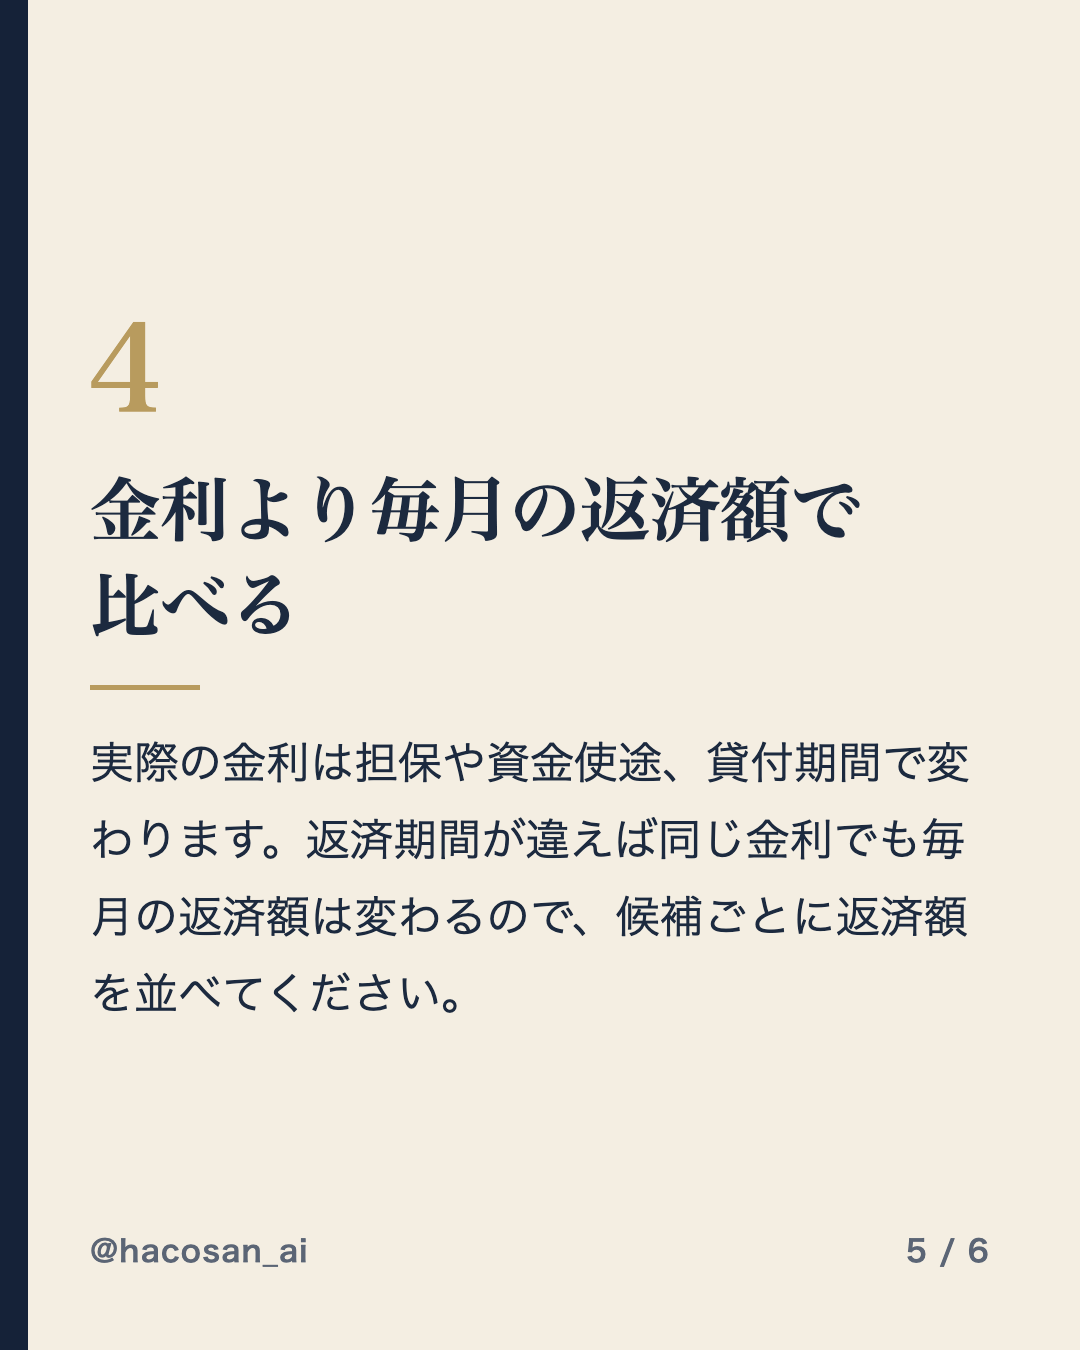 4
金利より毎月の返済額で
比べる
実際の金利は担保や資金使途、貸付期間で変
わります。返済期間が違えば同じ金利でも毎
月の返済額は変わるので、候補ごとに返済額
を並べてください。
@hacosan_ai
5 / 6